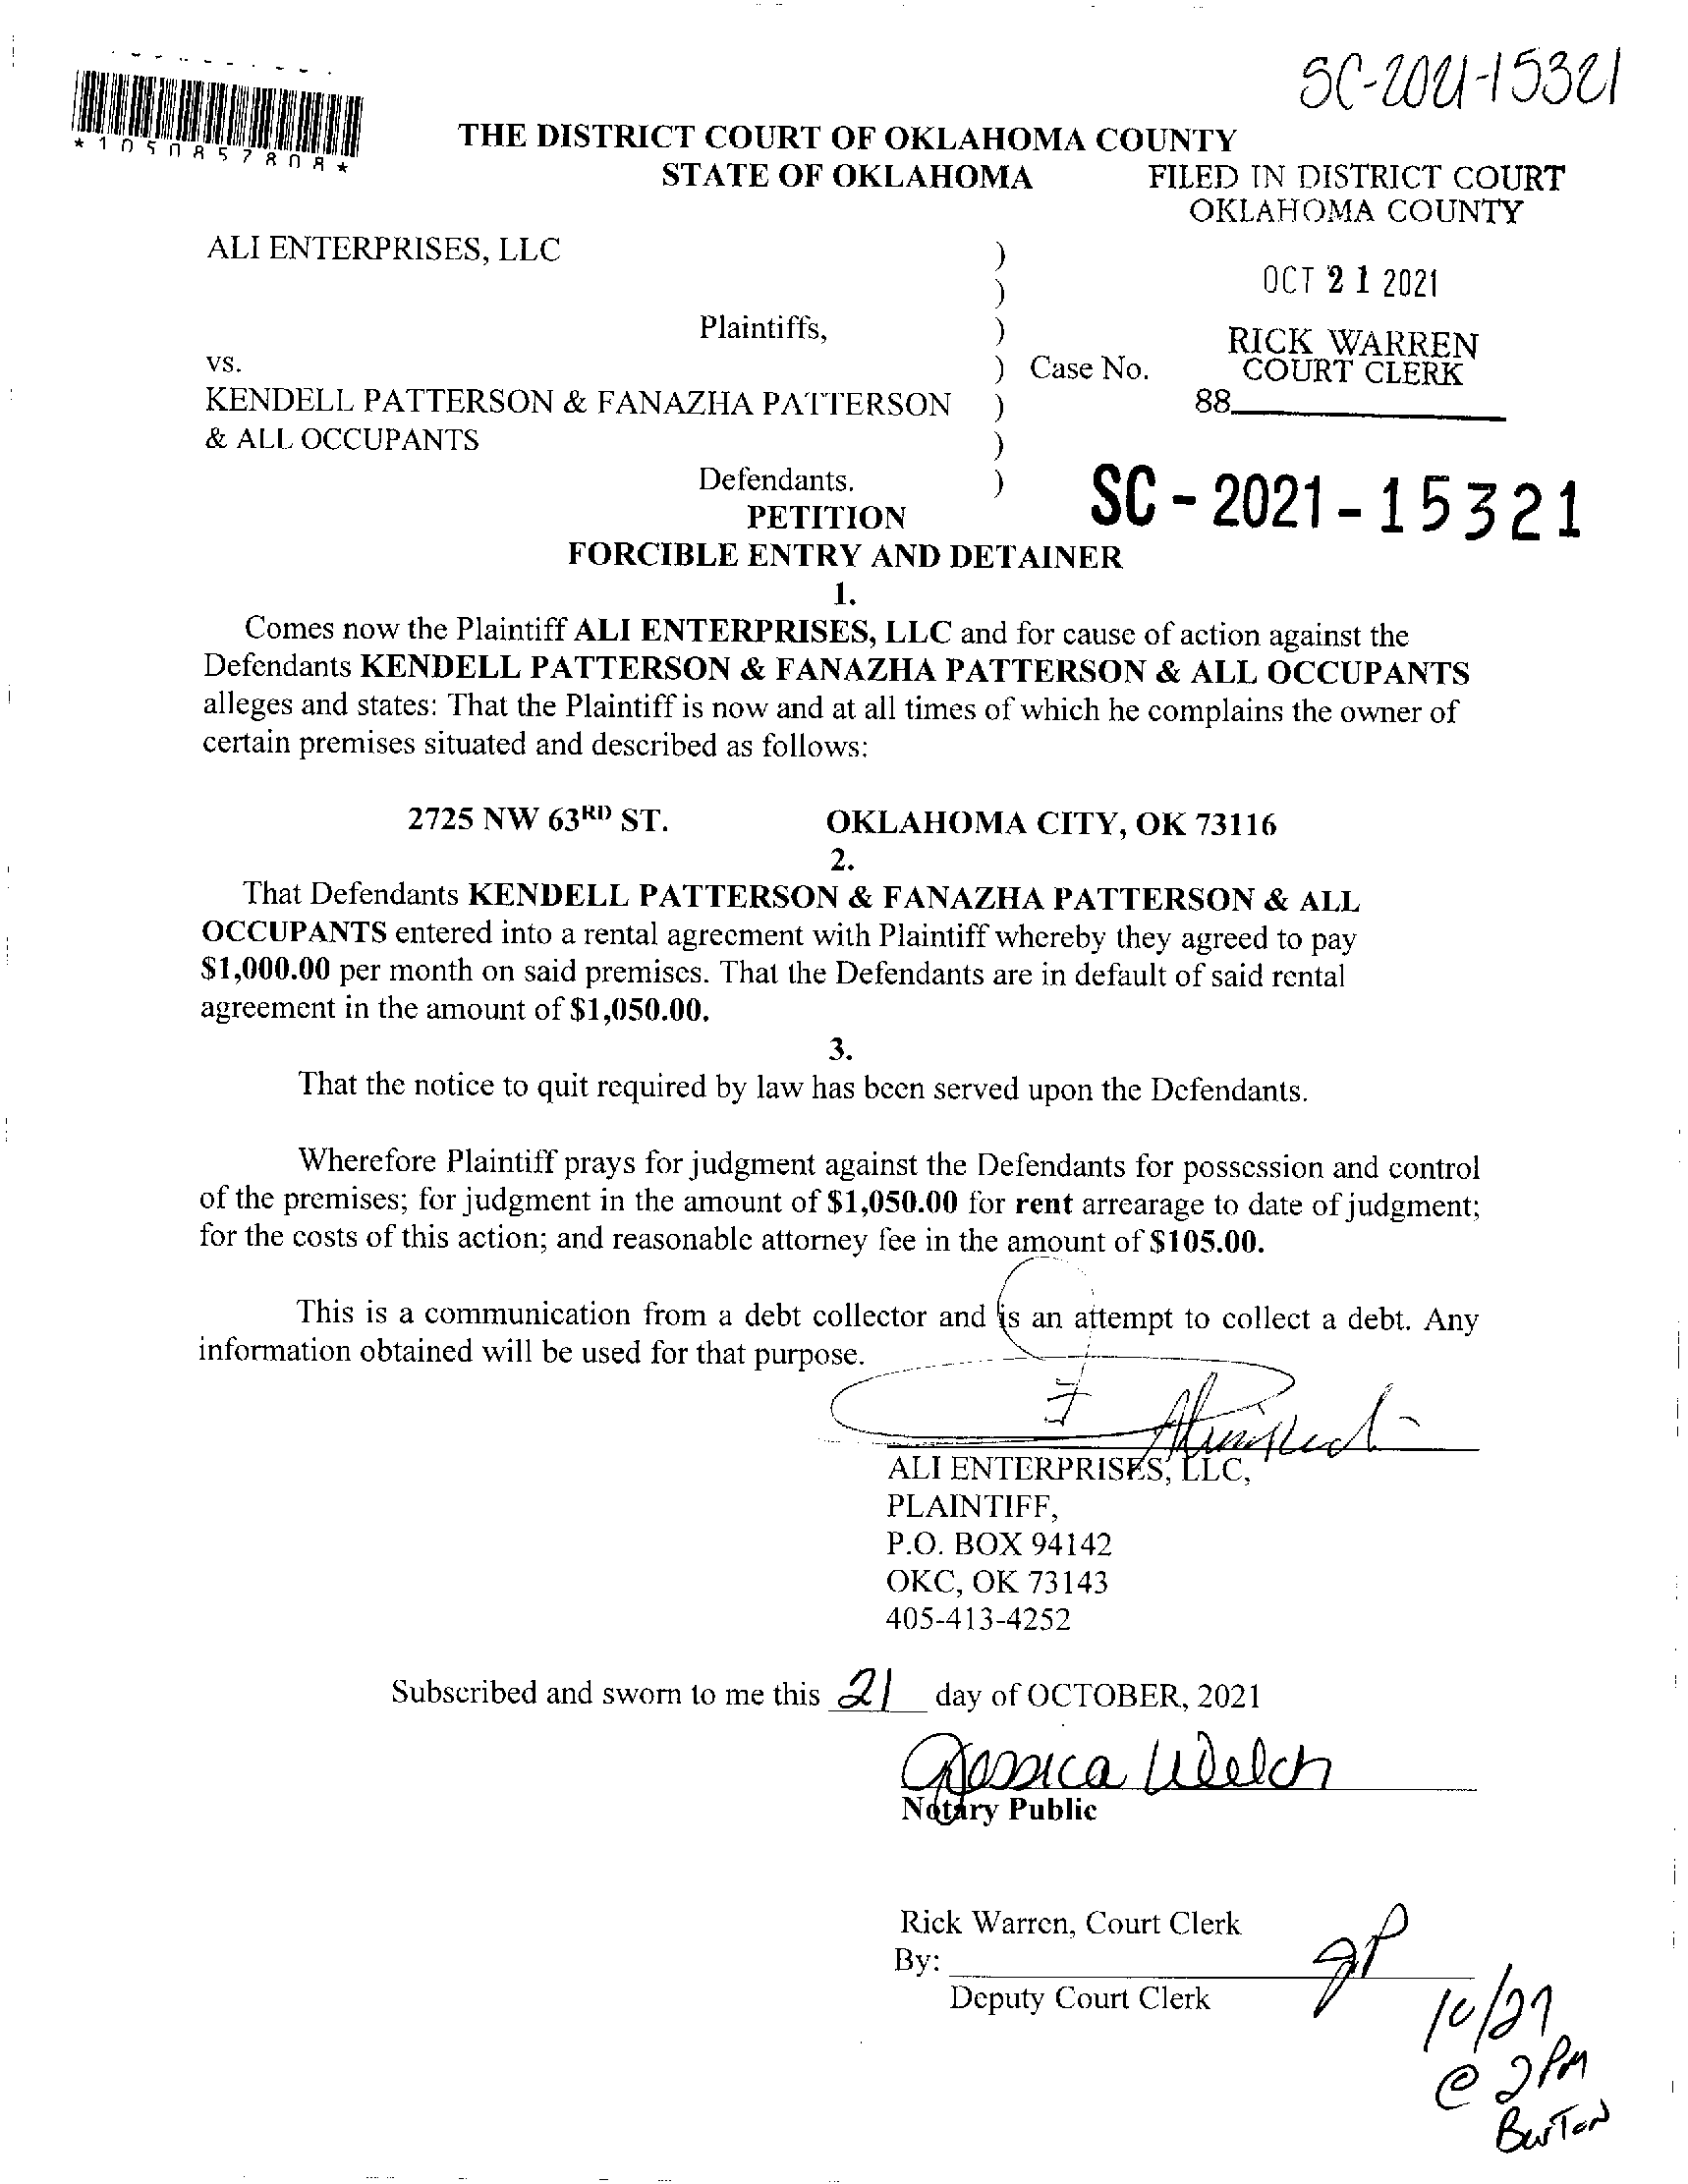 SC-2021-15321
*1050857808*
THE DISTRICT COURT OF OKLAHOMA COUNTY
STATE OF OKLAHOMA
FILED IN DISTRICT COURT
OKLAHOMA COUNTY
ALI ENTERPRISES, LLC )
)
OCT 21 2021
Plaintiffs, )
RICK WARREN
vs. ) Case No.
COURT CLERK
KENDELL PATTERSON & FANAZHA PATTERSON )
88
& ALL OCCUPANTS )
Defendants. )
SC-2021-15321
PETITION
FORCIBLE ENTRY AND DETAINER
1.
Comes now the Plaintiff ALI ENTERPRISES, LLC and for cause of action against the
Defendants KENDELL PATTERSON & FANAZHA PATTERSON & ALL OCCUPANTS
alleges and states: That the Plaintiff is now and at all times of which he complains the owner of
certain premises situated and described as follows:
2725 NW 63RD ST. OKLAHOMA CITY, OK 73116
2.
That Defendants KENDELL PATTERSON & FANAZHA PATTERSON & ALL
OCCUPANTS entered into a rental agreement with Plaintiff whereby they agreed to pay
$1,000.00 per month on said premises. That the Defendants are in default of said rental
agreement in the amount of $1,050.00.
3.
That the notice to quit required by law has been served upon the Defendants.
Wherefore Plaintiff prays for judgment against the Defendants for possession and control
of the premises; for judgment in the amount of $1,050.00 for rent arrearage to date of judgment;
for the costs of this action; and reasonable attorney fee in the amount of $105.00.
This is a communication from a debt collector and is an attempt to collect a debt. Any
information obtained will be used for that purpose.
ALI ENTERPRISES, LLC,
PLAINTIFF,
P.O. BOX 94142
OKC, OK 73143
405-413-4252
Subscribed and sworn to me this 21 day of OCTOBER, 2021
Jessica Welch
Notary Public
Rick Warren, Court Clerk
By:
Deputy Court Clerk
10/29
@ 2PM
Burton